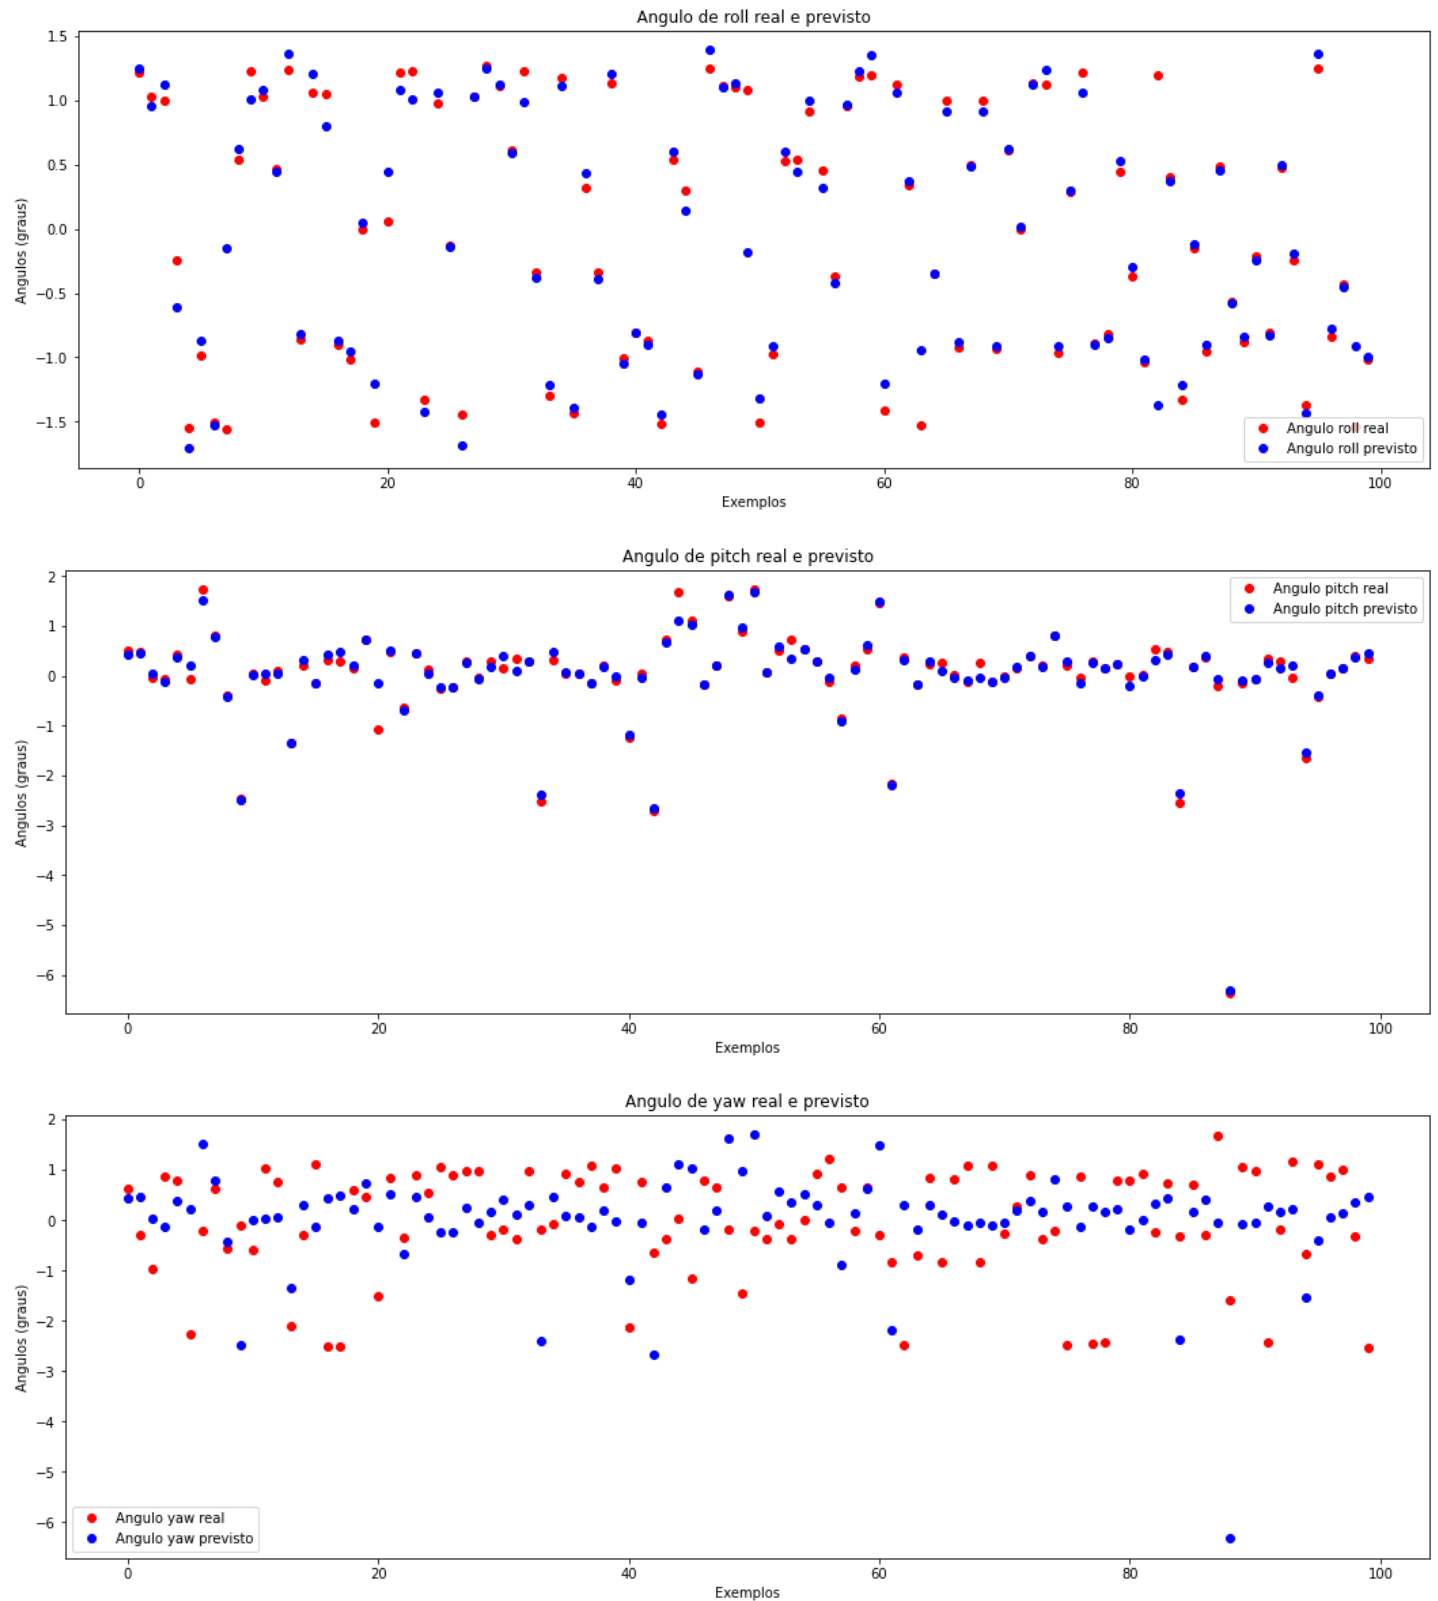 Angulo de roll real e previsto
1.5
1.0
0.5
0.0
−0.5
−1.0
−1.5
Angulos (graus)
Angulo roll real
Angulo roll previsto
0 20 40 60 80 100
Exemplos
Angulo de pitch real e previsto
2
1
0
−1
−2
−3
−4
−5
−6
Angulos (graus)
Angulo pitch real
Angulo pitch previsto
0 20 40 60 80 100
Exemplos
Angulo de yaw real e previsto
2
1
0
−1
−2
−3
−4
−5
−6
Angulos (graus)
Angulo yaw real
Angulo yaw previsto
0 20 40 60 80 100
Exemplos